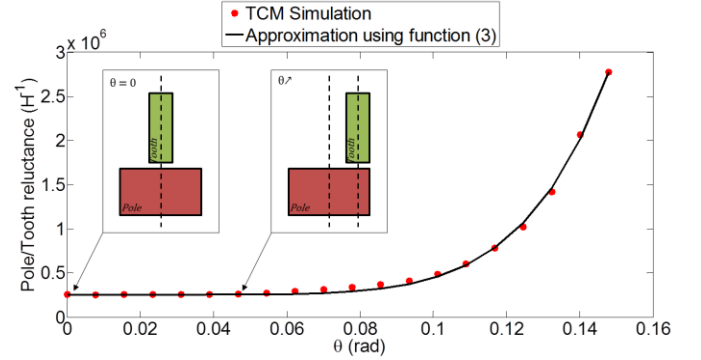 TCM Simulation
Approximation using function (3)
× 10⁶
3
2.5
2
1.5
1
0.5
0
Pole/Tooth reluctance (H⁻¹)
θ = 0
Tooth
Pole
θ↗
Tooth
Pole
0
0.02
0.04
0.06
0.08
0.1
0.12
0.14
0.16
θ (rad)